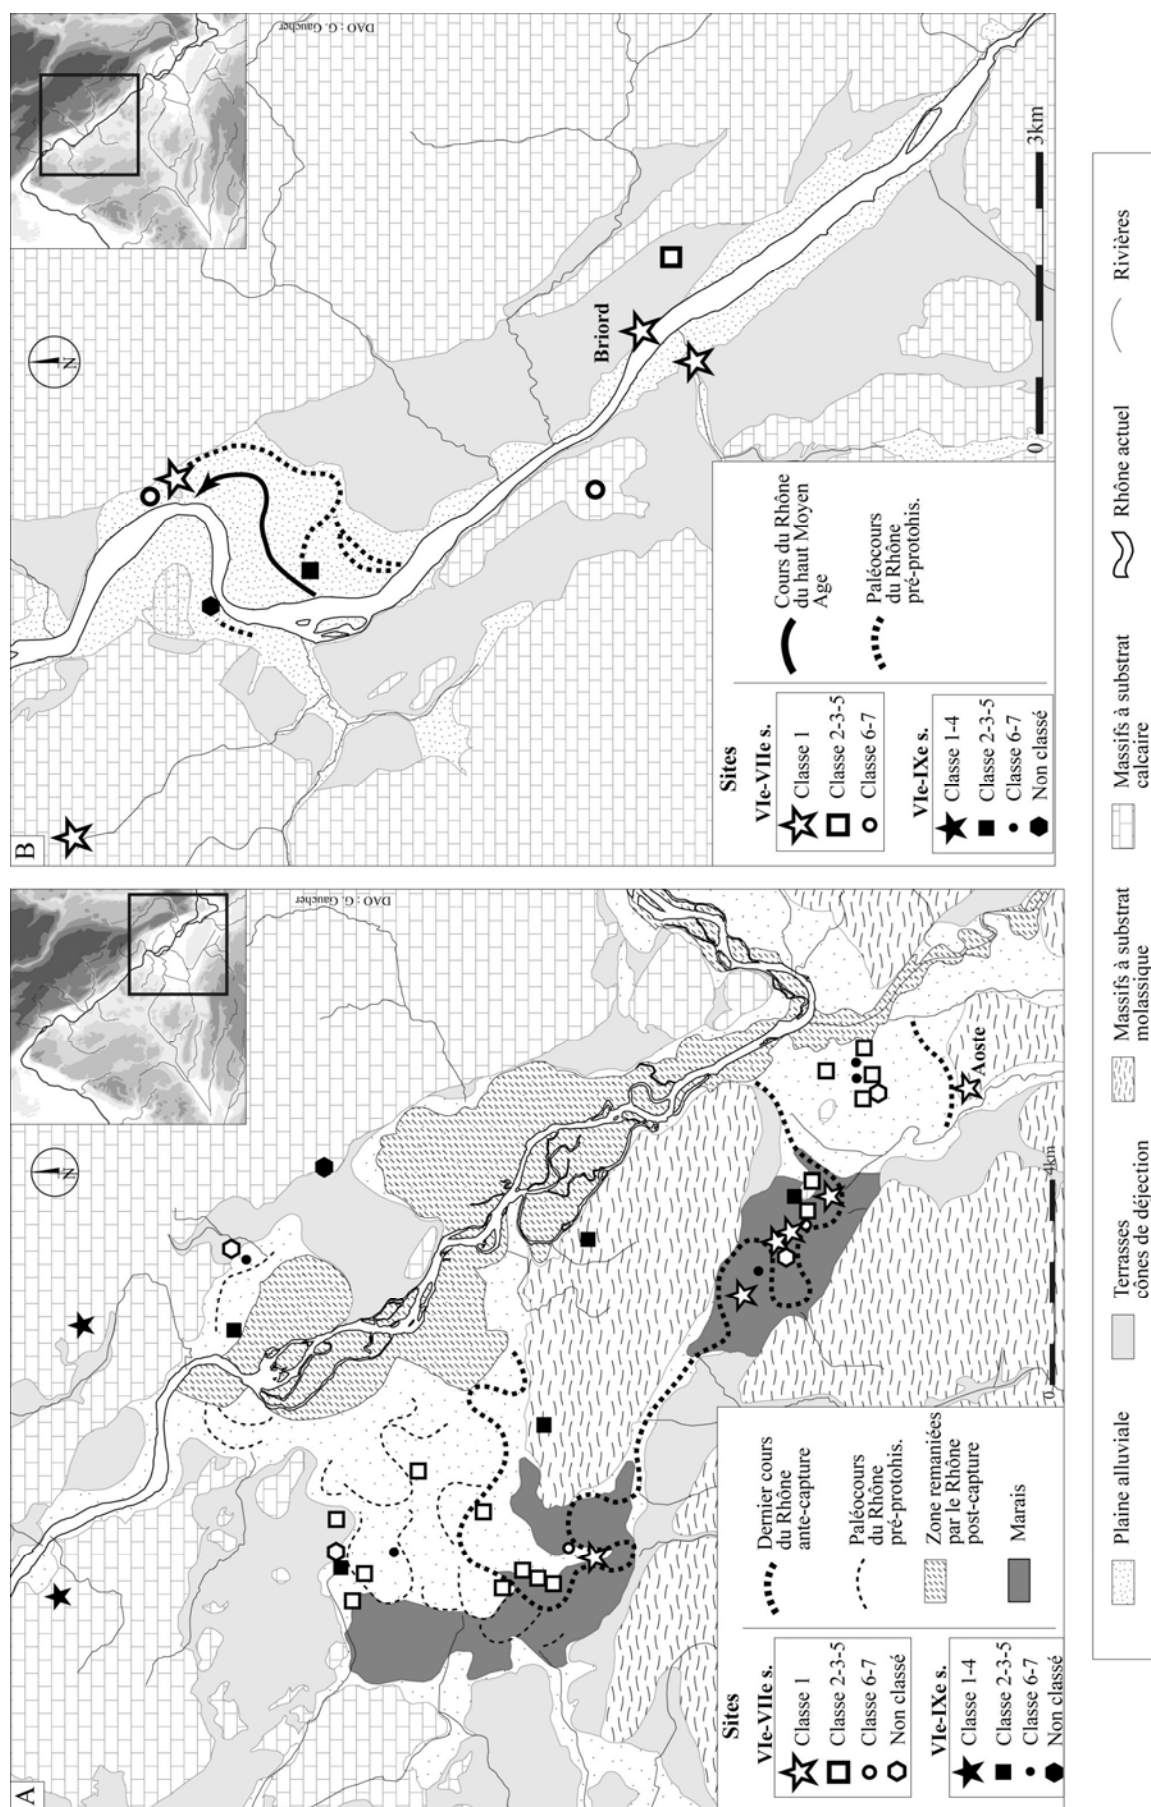 A
N
DAO : G. Gaucher
Aoste
0
4km
Sites
VIe-VIIe s.
Classe 1
Classe 2-3-5
Classe 6-7
Non classé
VIe-IXe s.
Classe 1-4
Classe 2-3-5
Classe 6-7
Non classé
Dernier cours
du Rhône
ante-capture
Paléocours
du Rhône
pré-protohis.
Zone remaniées
par le Rhône
post-capture
Marais
B
N
DAO : G. Gaucher
Briord
0
3km
Sites
VIe-VIIe s.
Classe 1
Classe 2-3-5
Classe 6-7
VIe-IXe s.
Classe 1-4
Classe 2-3-5
Classe 6-7
Non classé
Cours du Rhône
du haut Moyen
Age
Paléocours
du Rhône
pré-protohis.
Plaine alluviale
Terrasses
cônes de déjection
Massifs à substrat
molassique
Massifs à substrat
calcaire
Rhône actuel
Rivières